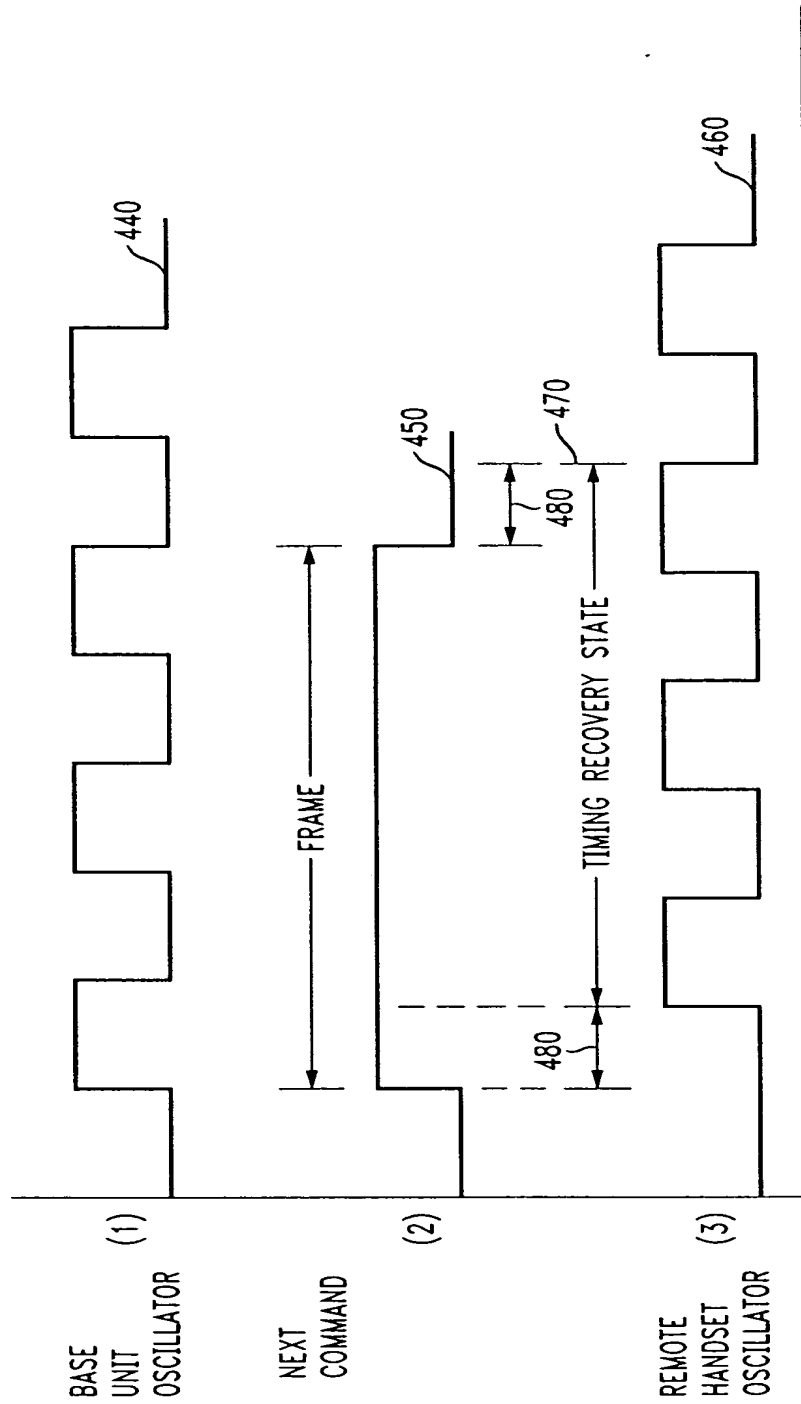 BASE
UNIT
OSCILLATOR
(1)
440
NEXT
COMMAND
(2)
FRAME
450
480
470
480
TIMING RECOVERY STATE
REMOTE
HANDSET
OSCILLATOR
(3)
460